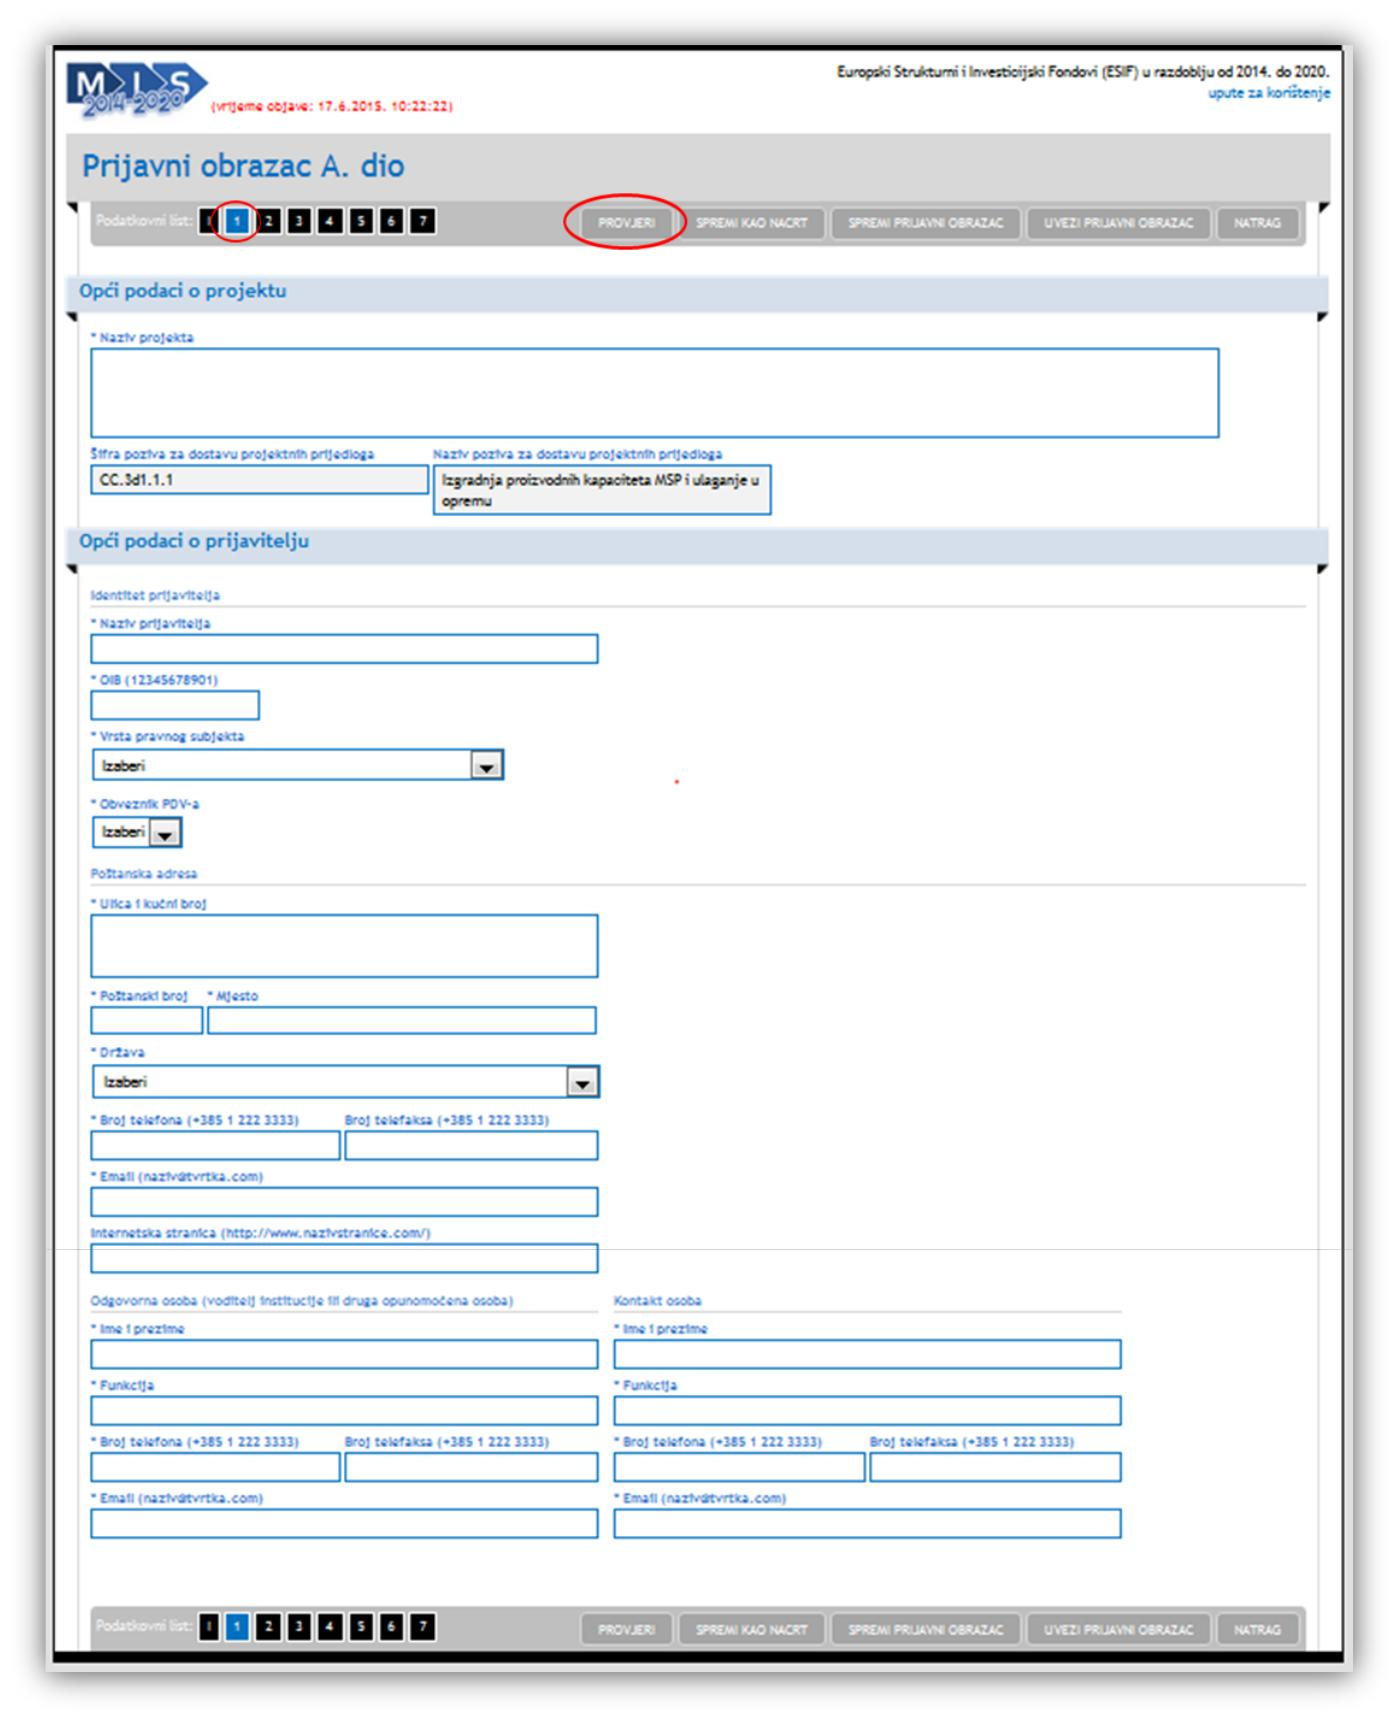 MIS
2014-2020
(vrijeme objave: 17.6.2015. 10:22:22)
Europski Strukturni i Investicijski Fondovi (ESIF) u razdoblju od 2014. do 2020.
upute za korištenje
Prijavni obrazac A. dio
Podatkovni list: I 1 2 3 4 5 6 7 PROVJERI SPREMI KAO NACRT SPREMI PRIJAVNI OBRAZAC UVEZI PRIJAVNI OBRAZAC NATRAG
Opći podaci o projektu
* Naziv projekta
Šifra poziva za dostavu projektnih prijedloga Naziv poziva za dostavu projektnih prijedloga
CC.3d1.1.1 Izgradnja proizvodnih kapaciteta MSP i ulaganje u
opremu
Opći podaci o prijavitelju
Identitet prijavitelja
* Naziv prijavitelja
* OIB (12345678901)
* Vrsta pravnog subjekta
Izaberi
* Obveznik PDV-a
Izaberi
Poštanska adresa
* Ulica i kućni broj
* Poštanski broj * Mjesto
* Država
Izaberi
* Broj telefona (+385 1 222 3333) Broj telefaksa (+385 1 222 3333)
* Email (naziv@tvrtka.com)
Internetska stranica (http://www.nazivstranice.com/)
Odgovorna osoba (voditelj institucije ili druga opunomoćena osoba) Kontakt osoba
* Ime i prezime * Ime i prezime
* Funkcija * Funkcija
* Broj telefona (+385 1 222 3333) Broj telefaksa (+385 1 222 3333) * Broj telefona (+385 1 222 3333) Broj telefaksa (+385 1 222 3333)
* Email (naziv@tvrtka.com) * Email (naziv@tvrtka.com)
Podatkovni list: I 1 2 3 4 5 6 7 PROVJERI SPREMI KAO NACRT SPREMI PRIJAVNI OBRAZAC UVEZI PRIJAVNI OBRAZAC NATRAG